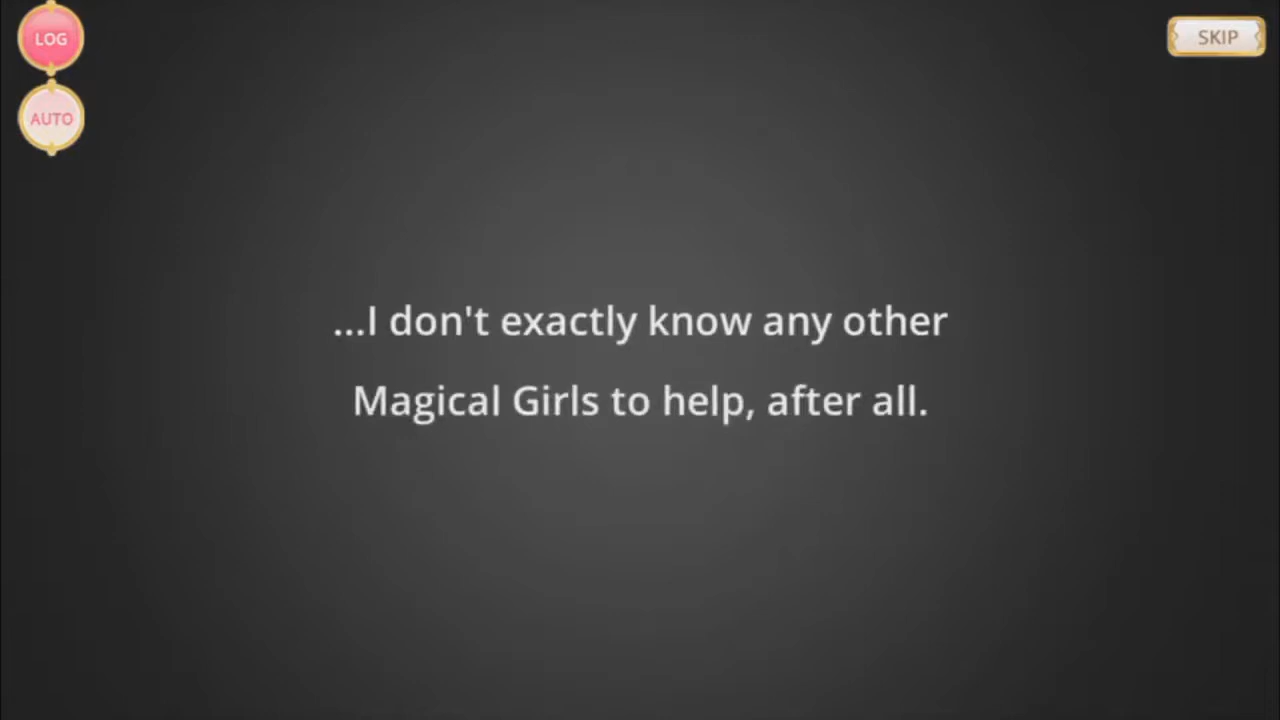 LOG
SKIP
AUTO
...I don't exactly know any other
Magical Girls to help, after all.